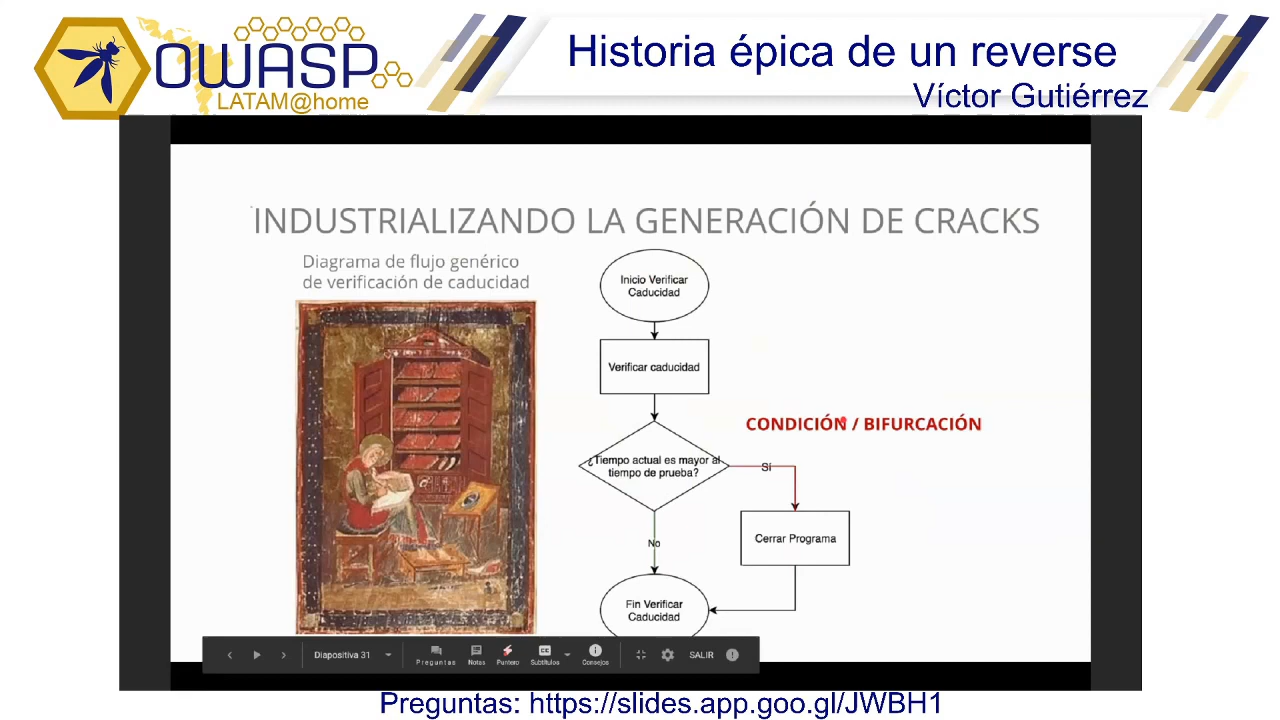 OWASP
LATAM@home
Historia épica de un reverse
Víctor Gutiérrez
INDUSTRIALIZANDO LA GENERACIÓN DE CRACKS
Diagrama de flujo genérico
de verificación de caducidad
Inicio Verificar
Caducidad
Verificar caducidad
CONDICIÓN / BIFURCACIÓN
¿Tiempo actual es mayor al
tiempo de prueba?
Sí
No
Cerrar Programa
Fin Verificar
Caducidad
Diapositiva 31
Preguntas
Notas
Puntero
CC
Subtítulos
Consejos
SALIR
Preguntas: https://slides.app.goo.gl/JWBH1